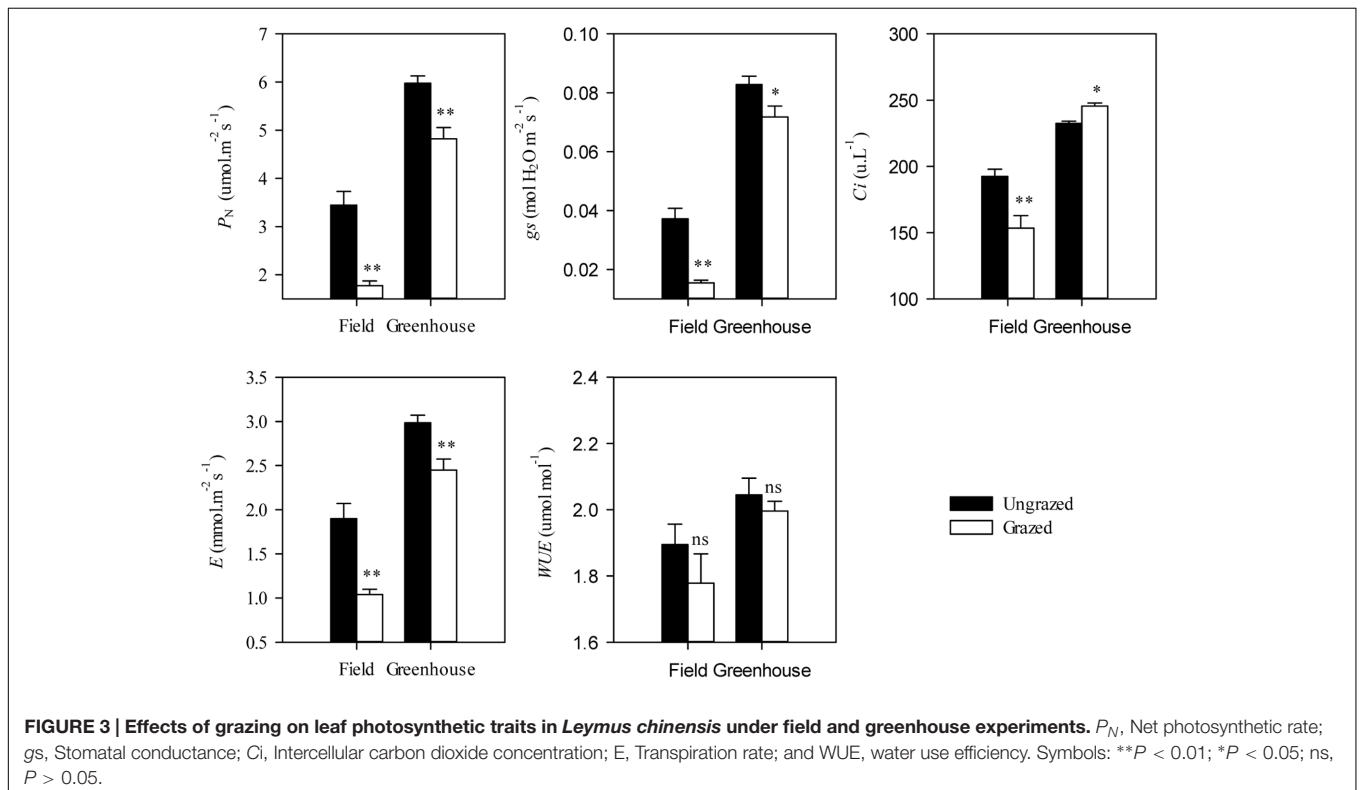 7
6
5
4
3
2
P_N (umol.m⁻² s⁻¹)
**
**
Field Greenhouse
0.10
0.08
0.06
0.04
0.02
gs (mol H₂O m⁻² s⁻¹)
**
*
Field Greenhouse
300
250
200
150
100
Ci (u.L⁻¹)
**
*
Field Greenhouse
3.5
3.0
2.5
2.0
1.5
1.0
0.5
E (mmol.m⁻² s⁻¹)
**
**
Field Greenhouse
2.4
2.2
2.0
1.8
1.6
WUE (umol mol⁻¹)
ns
ns
Field Greenhouse
Ungrazed
Grazed
FIGURE 3 | Effects of grazing on leaf photosynthetic traits in Leymus chinensis under field and greenhouse experiments. P_N, Net photosynthetic rate;
gs, Stomatal conductance; Ci, Intercellular carbon dioxide concentration; E, Transpiration rate; and WUE, water use efficiency. Symbols: **P < 0.01; *P < 0.05; ns,
P > 0.05.